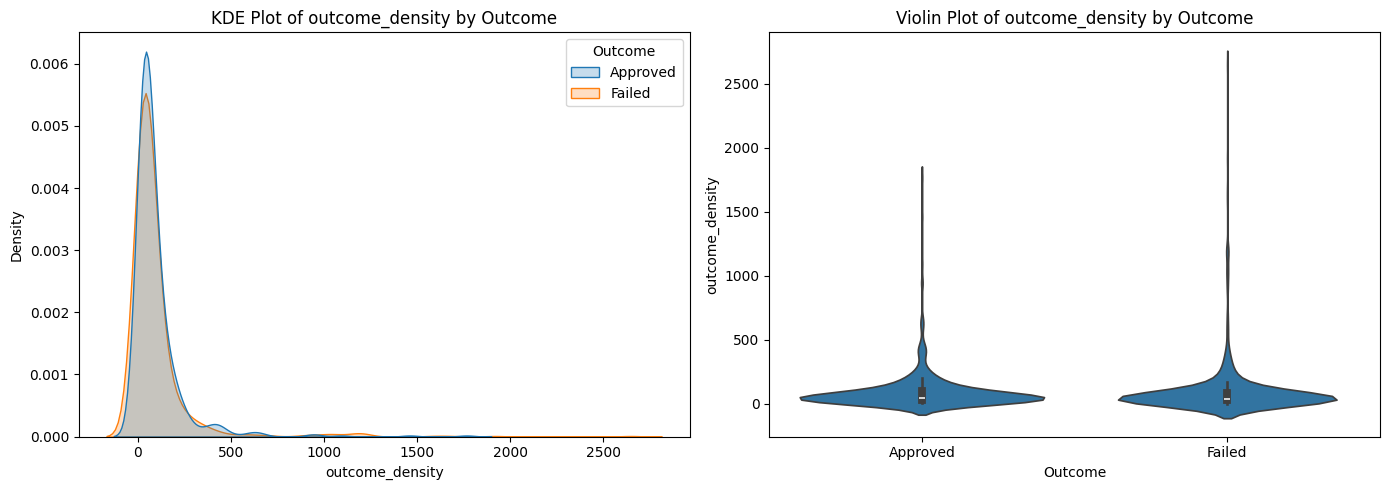 KDE Plot of outcome_density by Outcome
Density
0.006
0.005
0.004
0.003
0.002
0.001
0.000
Outcome
Approved
Failed
0 500 1000 1500 2000 2500
outcome_density
Violin Plot of outcome_density by Outcome
outcome_density
2500
2000
1500
1000
500
0
Approved Failed
Outcome